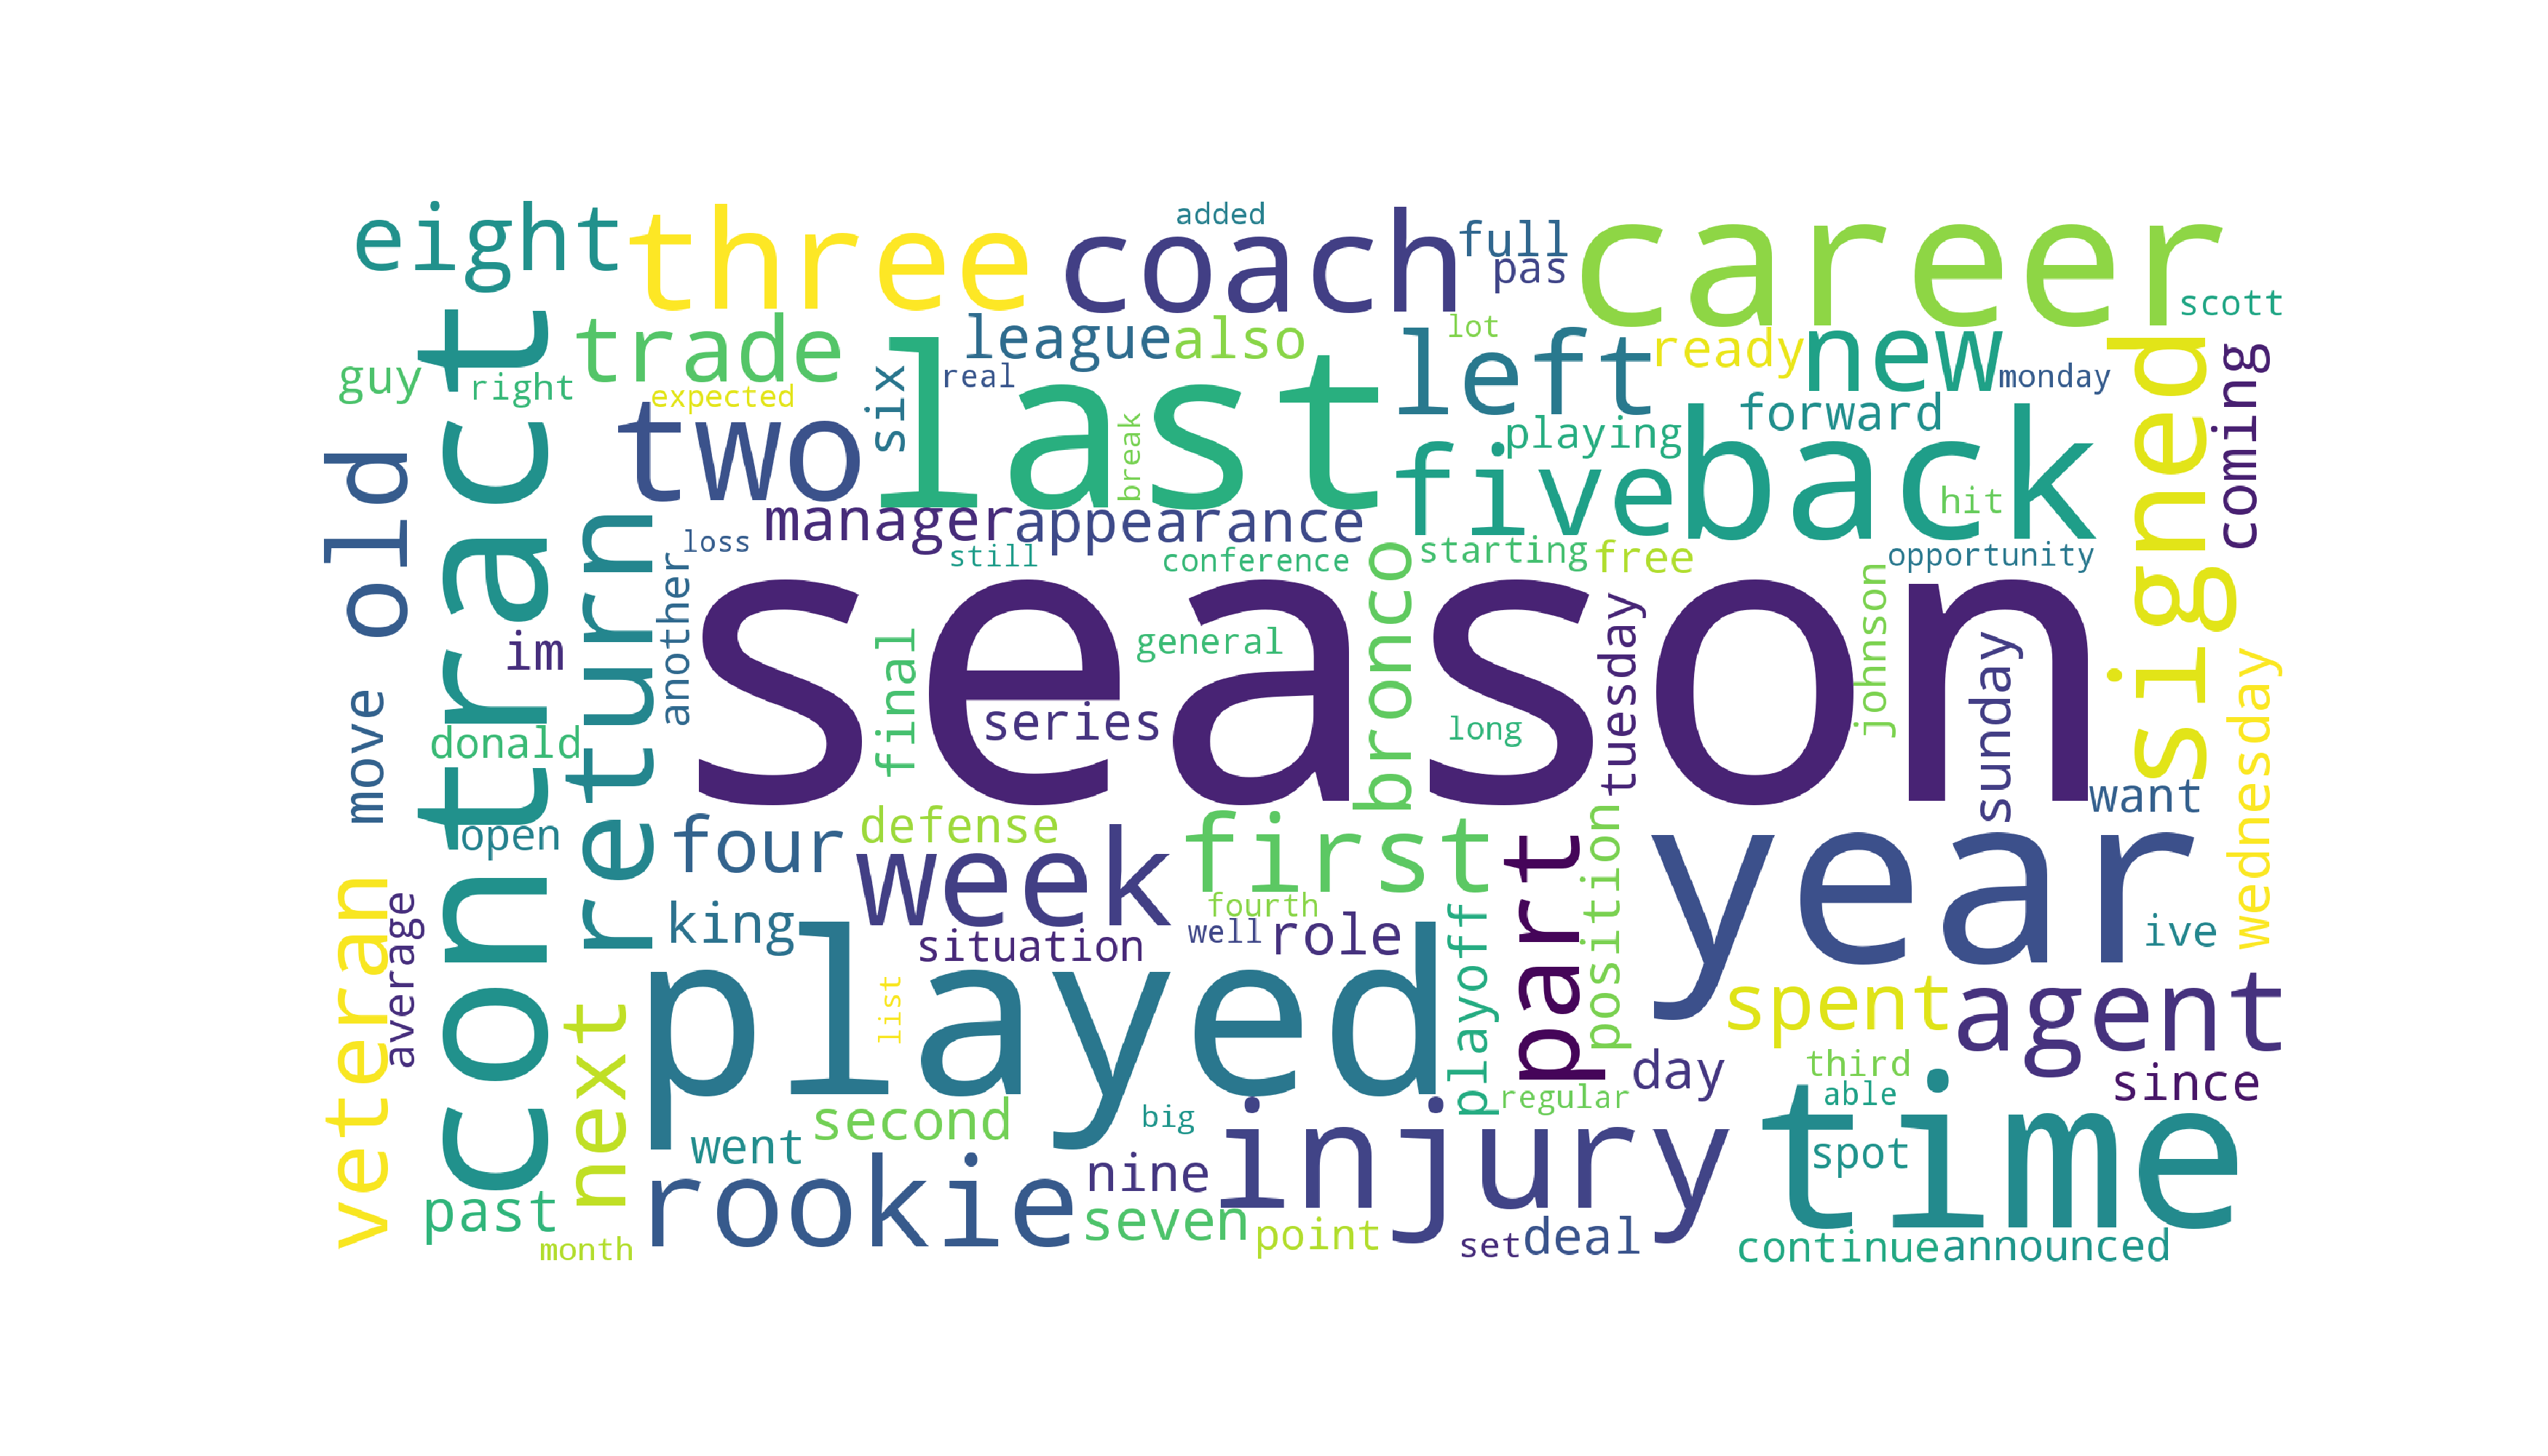 added
eight
three
coach
full
pas
career
scott
trade
league
also
lot
left
ready
new
monday
guy
right
expected
six
real
last
break
playing
forward
signed
coming
contract
old
two
five
back
hit
manager
appearance
return
loss
still
conference
starting
free
opportunity
another
season
bronco
im
general
tuesday
johnson
sunday
final
series
long
wednesday
move
donald
want
open
four
defense
first
part
position
year
week
veteran
average
king
fourth
situation
well
role
playoff
ive
played
list
spent
agent
next
day
third
able
since
time
second
big
regular
went
nine
injury
spot
past
rookie
seven
point
set
deal
continue
announced
month